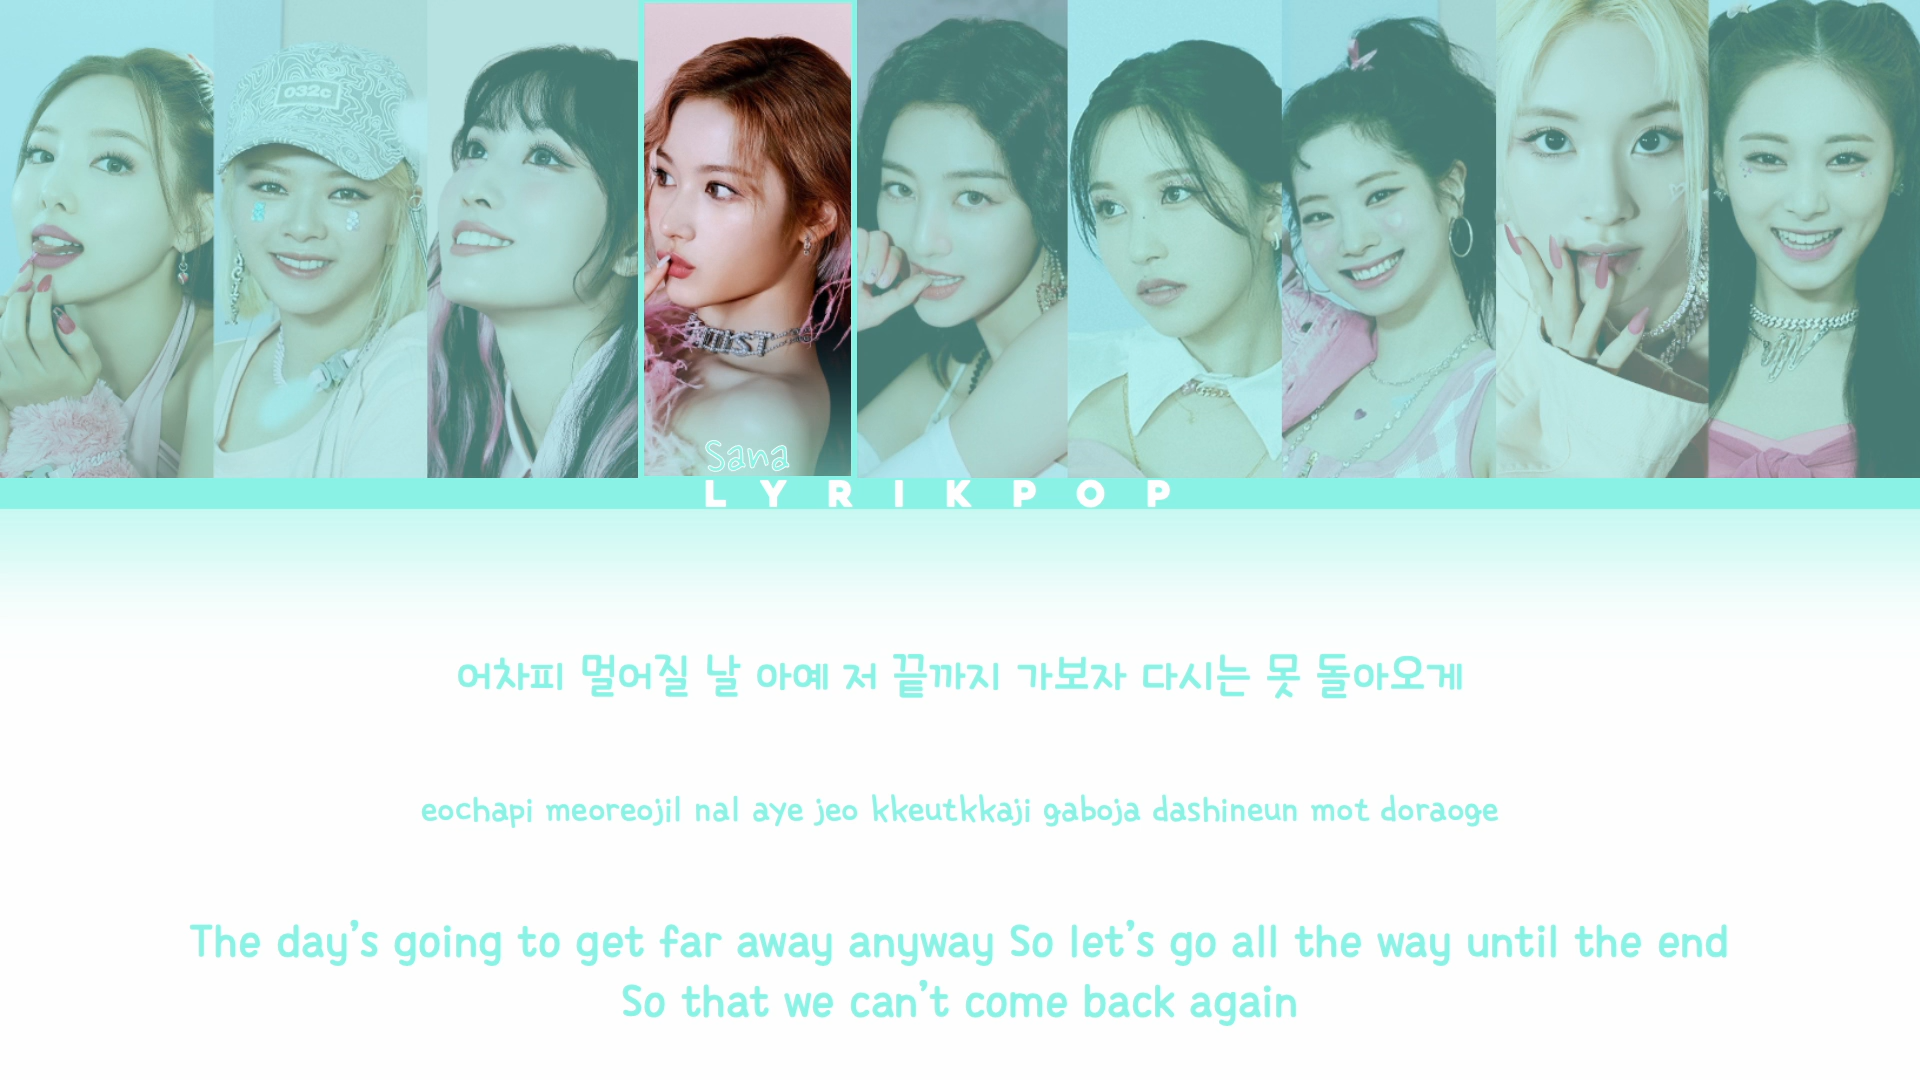 032c
Sana
LYRIKPOP
어차피 멀어질 날 아예 저 끝까지 가보자 다시는 못 돌아오게
eochapi meoreojil nal aye jeo kkeutkkaji gaboja dashineun mot doraoge
The day's going to get far away anyway So let's go all the way until the end
So that we can't come back again